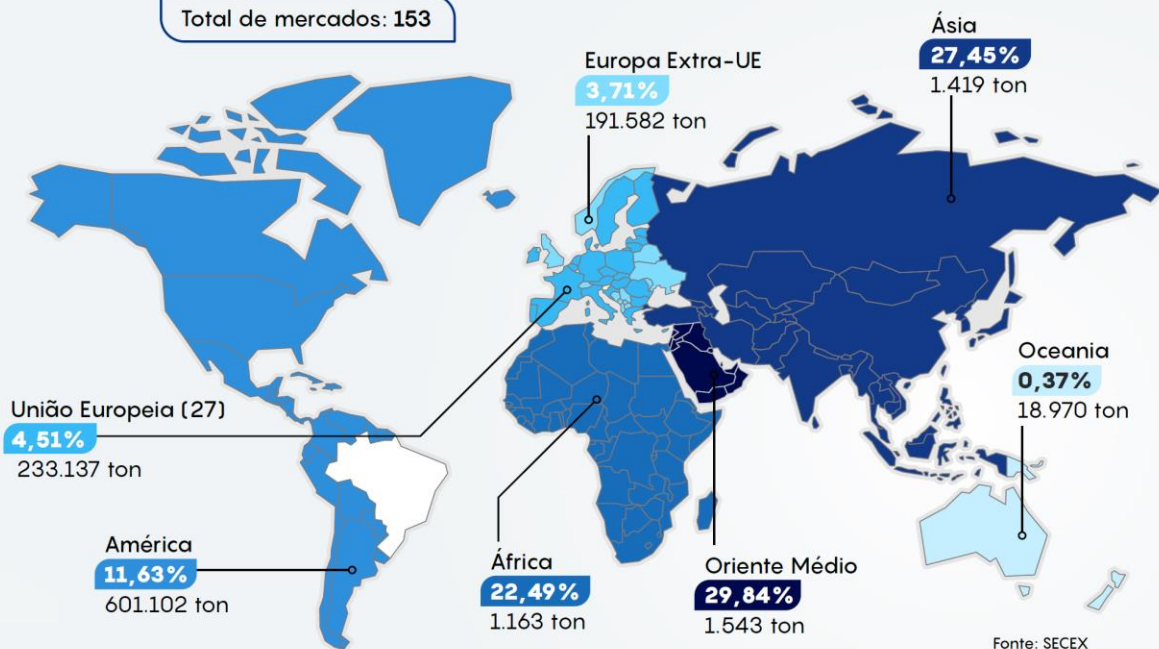 Total de mercados: 153
Ásia
27,45%
1.419 ton
Europa Extra-UE
3,71%
191.582 ton
Oceania
0,37%
18.970 ton
União Europeia (27)
4,51%
233.137 ton
América
11,63%
601.102 ton
África
22,49%
1.163 ton
Oriente Médio
29,84%
1.543 ton
Fonte: SECEX